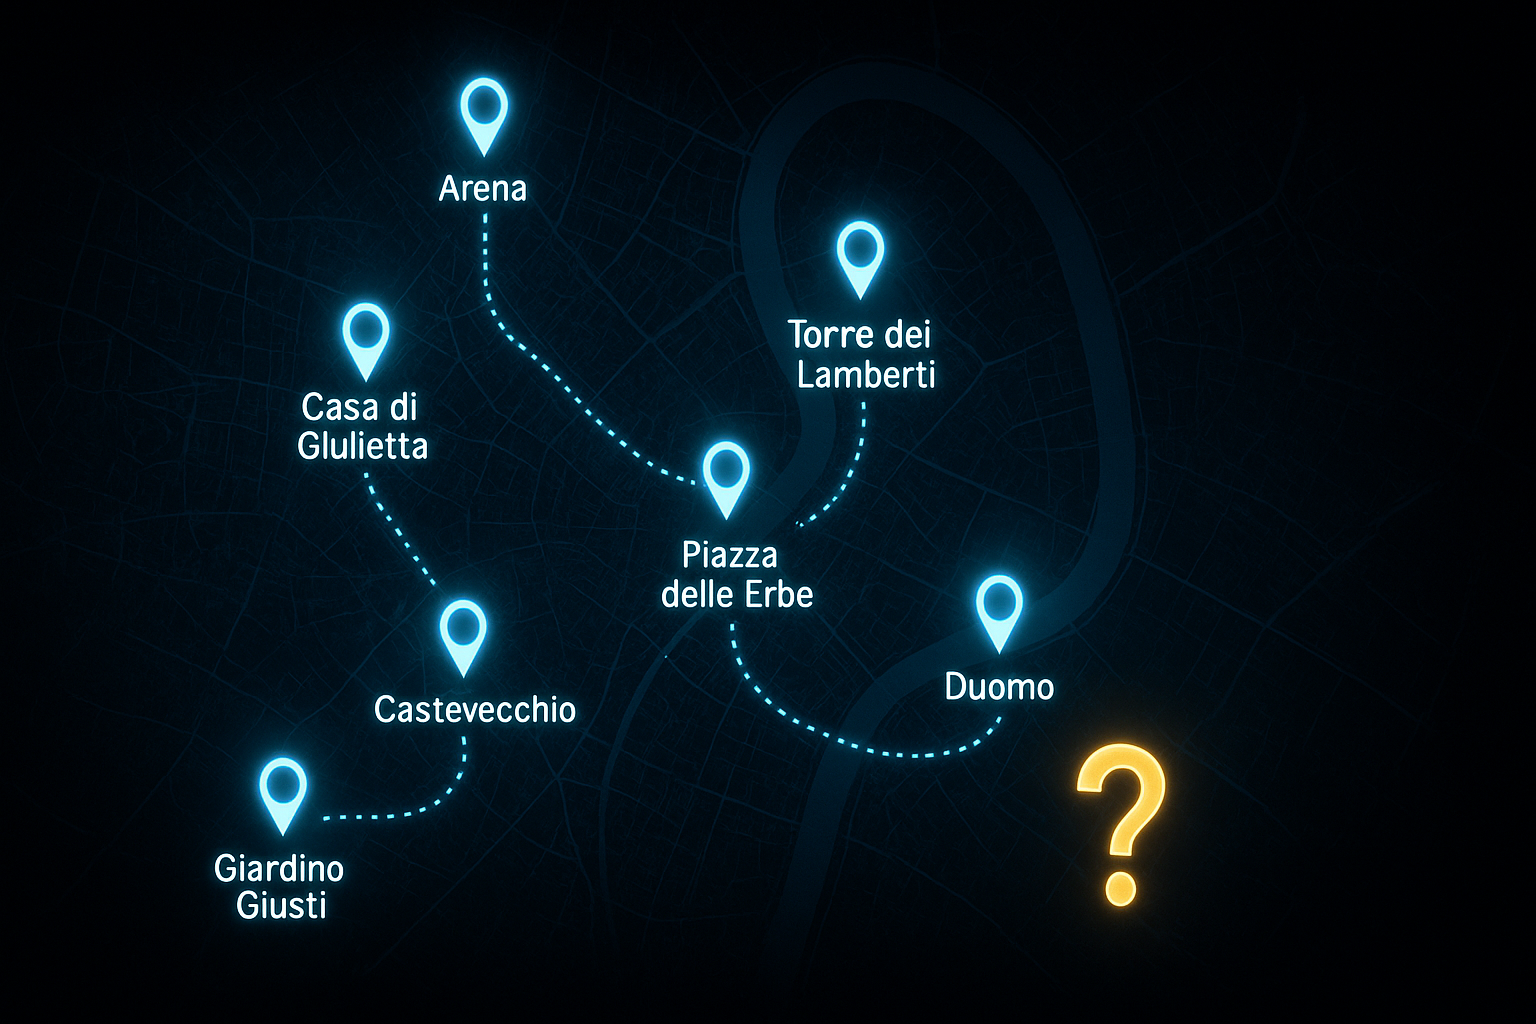 Arena
Torre dei
Lamberti
Casa di
Glulietta
Piazza
delle Erbe
Duomo
Castevecchio
?
Giardino
Giusti